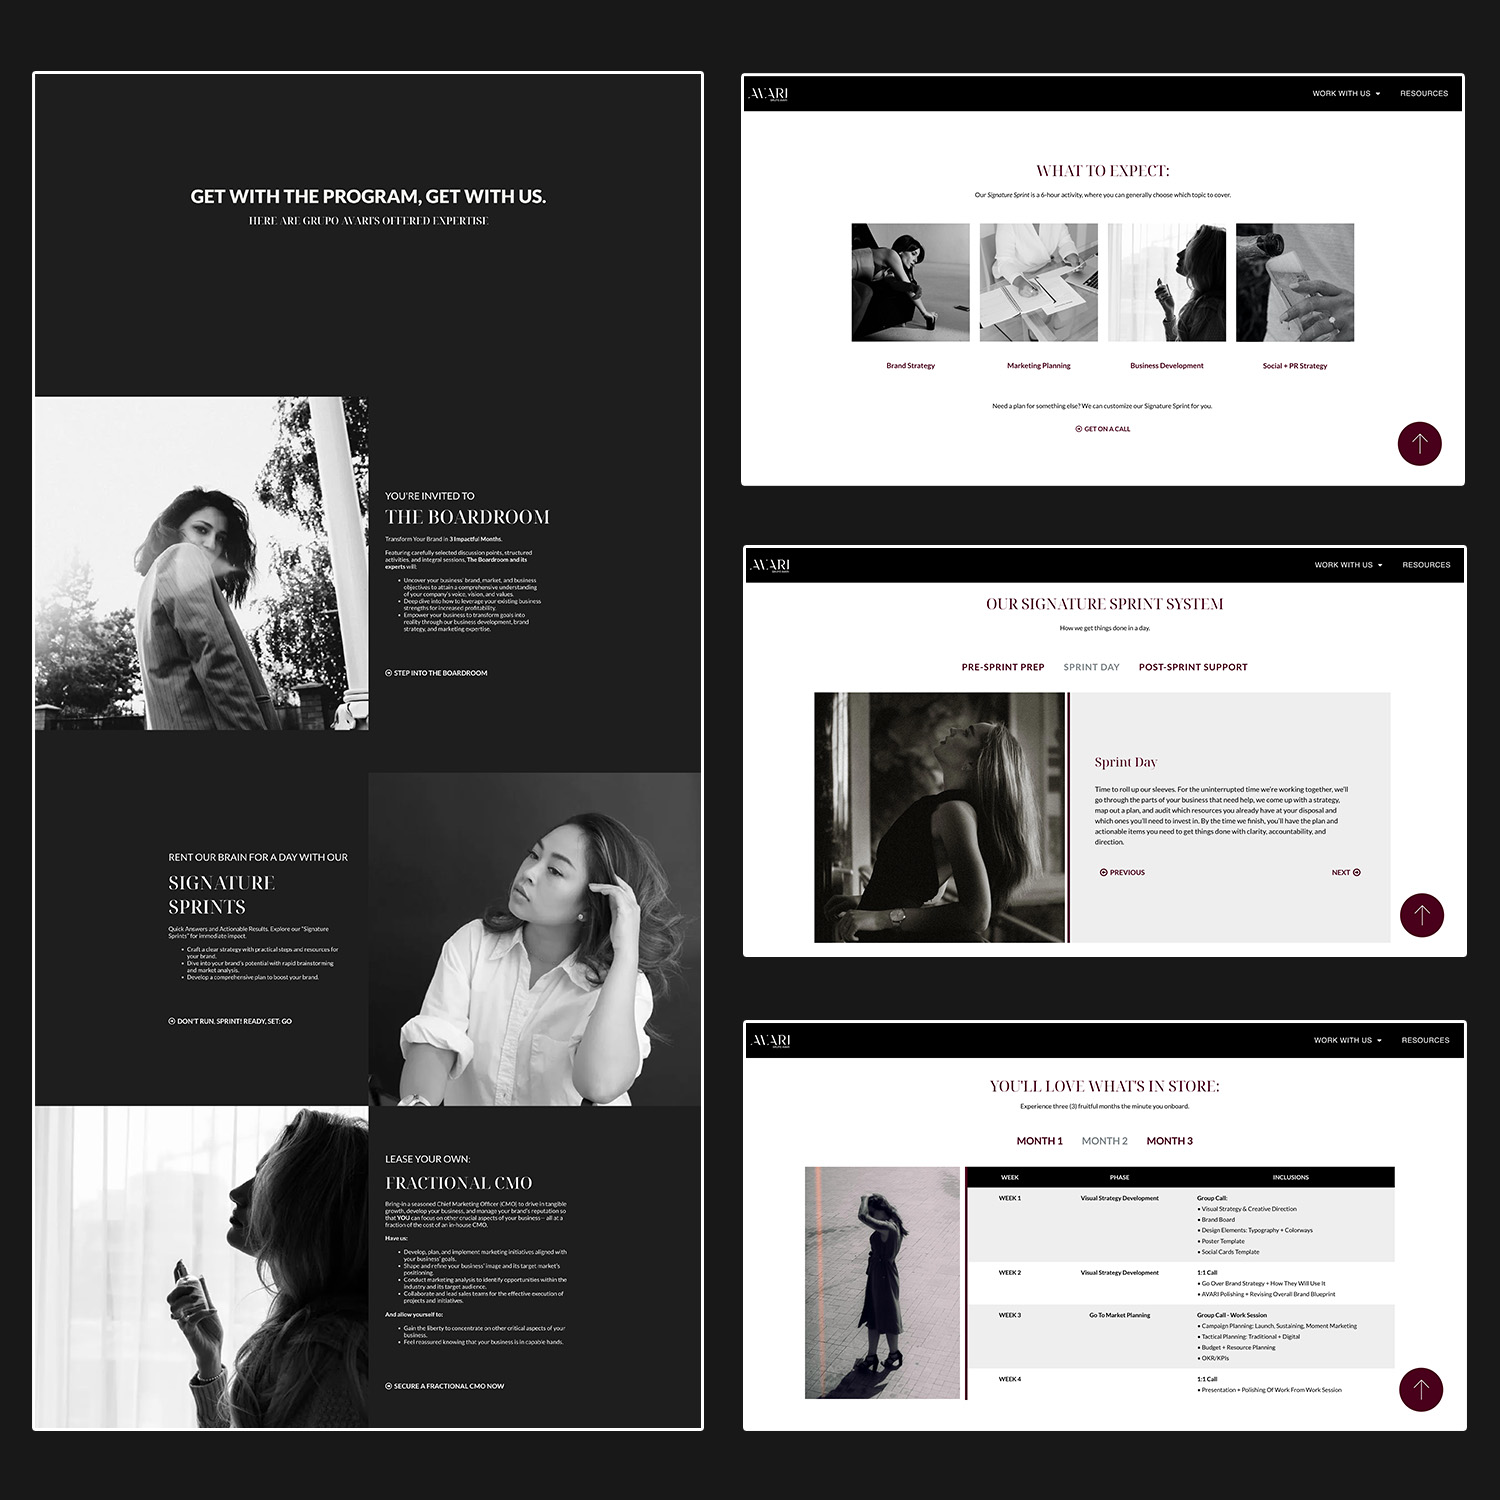 GET WITH THE PROGRAM, GET WITH US.
HERE ARE GRUPO AVARI'S OFFERED EXPERTISE
YOU'RE INVITED TO
THE BOARDROOM
Transform Your Brand in 3 Impactful Months.
Featuring carefully selected discussion points, structured
activities, and integral sessions, The Boardroom and its
experts will:
• Uncover your business' brand, market, and business
objectives to attain a comprehensive understanding
of your company's voice, vision, and values.
• Deep dive into how to leverage your existing business
strengths for increased profitability.
• Empower your business to transform goals into
reality through our business development, brand
strategy, and marketing expertise.
STEP INTO THE BOARDROOM
RENT OUR BRAIN FOR A DAY WITH OUR
SIGNATURE
SPRINTS
Quick Answers and Actionable Results. Explore our "Signature
Sprints" for immediate impact.
• Craft a clear strategy with practical steps and resources for
your brand.
• Dive into your brand's potential with rapid brainstorming
and market analysis.
• Develop a comprehensive plan to boost your brand.
DON'T RUN, SPRINT! READY, SET: GO
LEASE YOUR OWN:
FRACTIONAL CMO
Bring-in a seasoned Chief Marketing Officer (CMO) to drive in tangible
growth, develop your business, and manage your brand's reputation so
that YOU can focus on other crucial aspects of your business— all at a
fraction of the cost of an in-house CMO.
Have us:
• Develop, plan, and implement marketing initiatives aligned with
your business' goals.
• Shape and refine your business' image and its target market's
positioning.
• Conduct marketing analysis to identify opportunities within the
industry and its target audience.
• Collaborate and lead sales teams for the effective execution of
projects and initiatives.
And allow yourself to:
• Gain the liberty to concentrate on other critical aspects of your
business.
• Feel reassured knowing that your business is in capable hands.
SECURE A FRACTIONAL CMO NOW
AVARI
WORK WITH US RESOURCES
WHAT TO EXPECT:
Our Signature Sprint is a 6-hour activity, where you can generally choose which topic to cover.
Brand Strategy Marketing Planning Business Development Social + PR Strategy
Need a plan for something else? We can customize our Signature Sprint for you.
GET ON A CALL
AVARI
WORK WITH US RESOURCES
OUR SIGNATURE SPRINT SYSTEM
How we get things done in a day.
PRE-SPRINT PREP SPRINT DAY POST-SPRINT SUPPORT
Sprint Day
Time to roll up our sleeves. For the uninterrupted time we're working together, we'll
go through the parts of your business that need help, we come up with a strategy,
map out a plan, and audit which resources you already have at your disposal and
which ones you'll need to invest in. By the time we finish, you'll have the plan and
actionable items you need to get things done with clarity, accountability, and
direction.
PREVIOUS NEXT
AVARI
WORK WITH US RESOURCES
YOU'LL LOVE WHAT'S IN STORE:
Experience three (3) fruitful months the minute you onboard.
MONTH 1 MONTH 2 MONTH 3
WEEK PHASE INCLUSIONS
WEEK 1 Visual Strategy Development Group Call:
• Visual Strategy & Creative Direction
• Brand Board
• Design Elements: Typography + Colorways
• Poster Template
• Social Cards Template
WEEK 2 Visual Strategy Development 1:1 Call
• Go Over Brand Strategy + How They Will Use It
• AVARI Polishing + Revising Overall Brand Blueprint
WEEK 3 Go To Market Planning Group Call - Work Session
• Campaign Planning: Launch, Sustaining, Moment Marketing
• Tactical Planning: Traditional + Digital
• Budget + Resource Planning
• OKR/KPIs
WEEK 4 1:1 Call
• Presentation + Polishing Of Work From Work Session